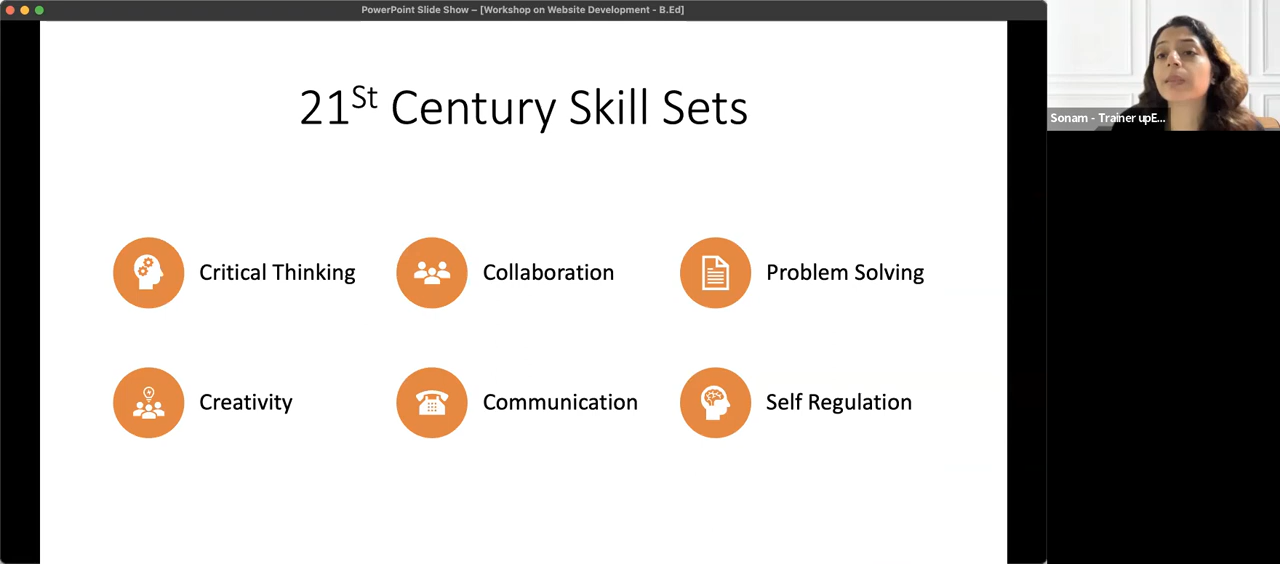 PowerPoint Slide Show – [Workshop on Website Development - B.Ed]
21St Century Skill Sets
Critical Thinking
Collaboration
Problem Solving
Creativity
Communication
Self Regulation
Sonam - Trainer upE...